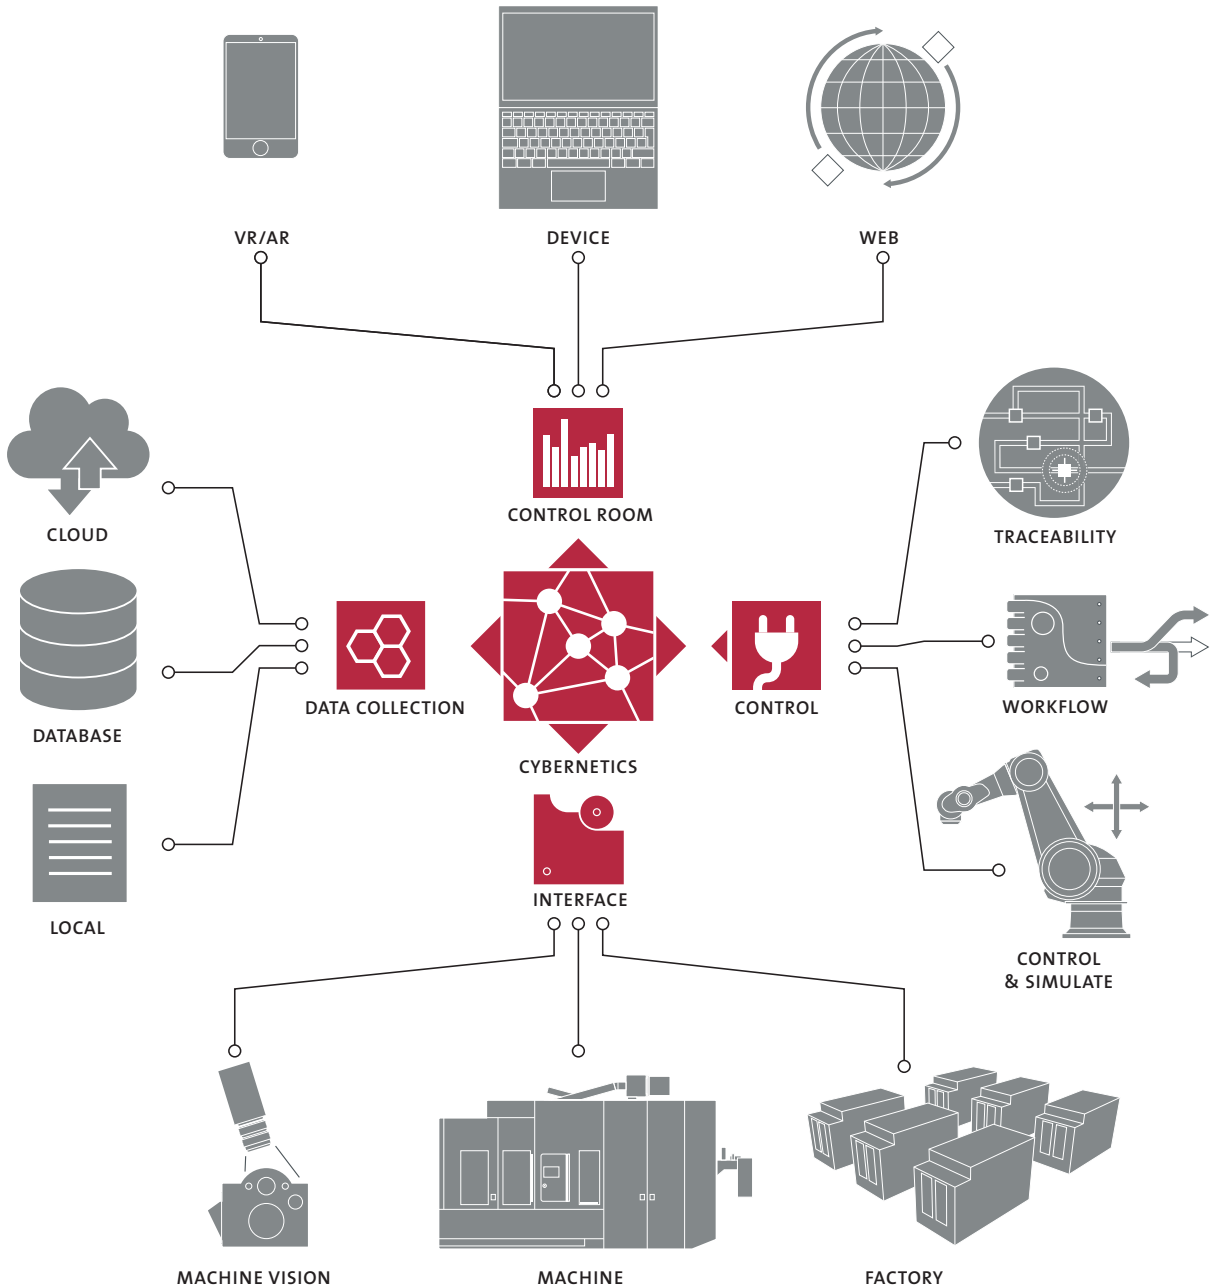 VR/AR
DEVICE
WEB
CONTROL ROOM
CLOUD
TRACEABILITY
DATA COLLECTION
CONTROL
WORKFLOW
DATABASE
CYBERNETICS
INTERFACE
LOCAL
CONTROL
& SIMULATE
MACHINE VISION
MACHINE
FACTORY